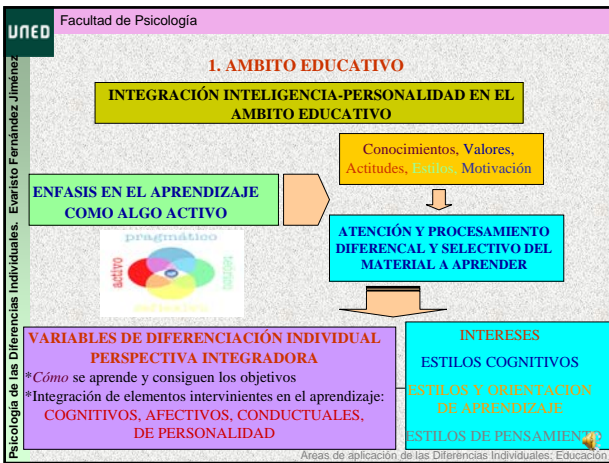 UNED
Facultad de Psicología
Psicología de las Diferencias Individuales. Evaristo Fernández Jiménez
1. AMBITO EDUCATIVO
INTEGRACIÓN INTELIGENCIA-PERSONALIDAD EN EL
AMBITO EDUCATIVO
Conocimientos, Valores,
Actitudes, Estilos, Motivación
ENFASIS EN EL APRENDIZAJE
COMO ALGO ACTIVO
ATENCIÓN Y PROCESAMIENTO
DIFERENCAL Y SELECTIVO DEL
MATERIAL A APRENDER
pragmático
activo
VARIABLES DE DIFERENCIACIÓN INDIVIDUAL
PERSPECTIVA INTEGRADORA
*Cómo se aprende y consiguen los objetivos
*Integración de elementos intervinientes en el aprendizaje:
COGNITIVOS, AFECTIVOS, CONDUCTUALES,
DE PERSONALIDAD
INTERESES
ESTILOS COGNITIVOS
ESTILOS Y ORIENTACION
DE APRENDIZAJE
ESTILOS DE PENSAMIENTO
Areas de aplicación de las Diferencias Individuales: Educación